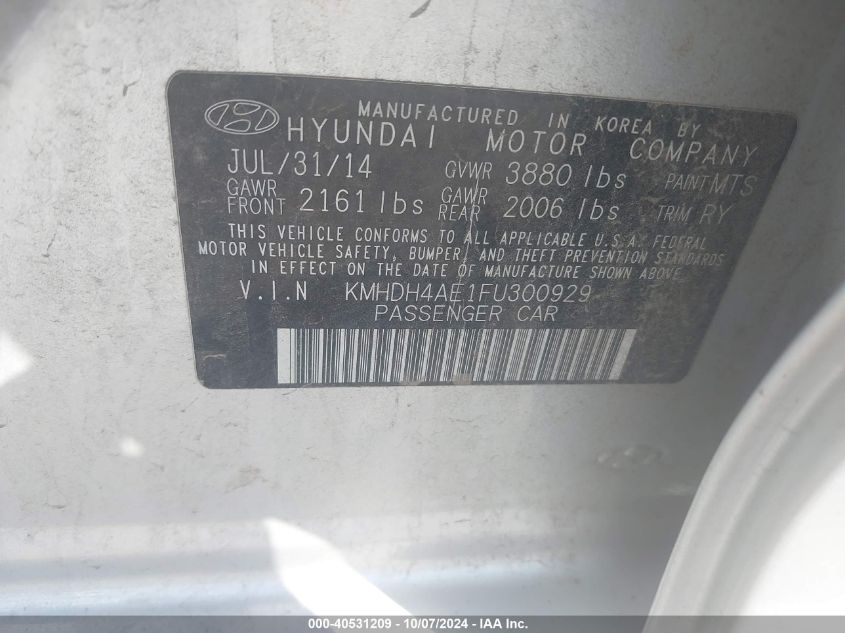 MANUFACTURED IN KOREA BY
HYUNDAI MOTOR COMPANY
JUL/31/14 GVWR 3880 lbs PAINT MTS
GAWR FRONT 2161 lbs GAWR REAR 2006 lbs TRIM RY
THIS VEHICLE CONFORMS TO ALL APPLICABLE U.S.A. FEDERAL
MOTOR VEHICLE SAFETY, BUMPER, AND THEFT PREVENTION STANDARDS
IN EFFECT ON THE DATE OF MANUFACTURE SHOWN ABOVE.
V.I.N KMHDH4AE1FU300929
PASSENGER CAR
000-40531209 - 10/07/2024 - IAA Inc.